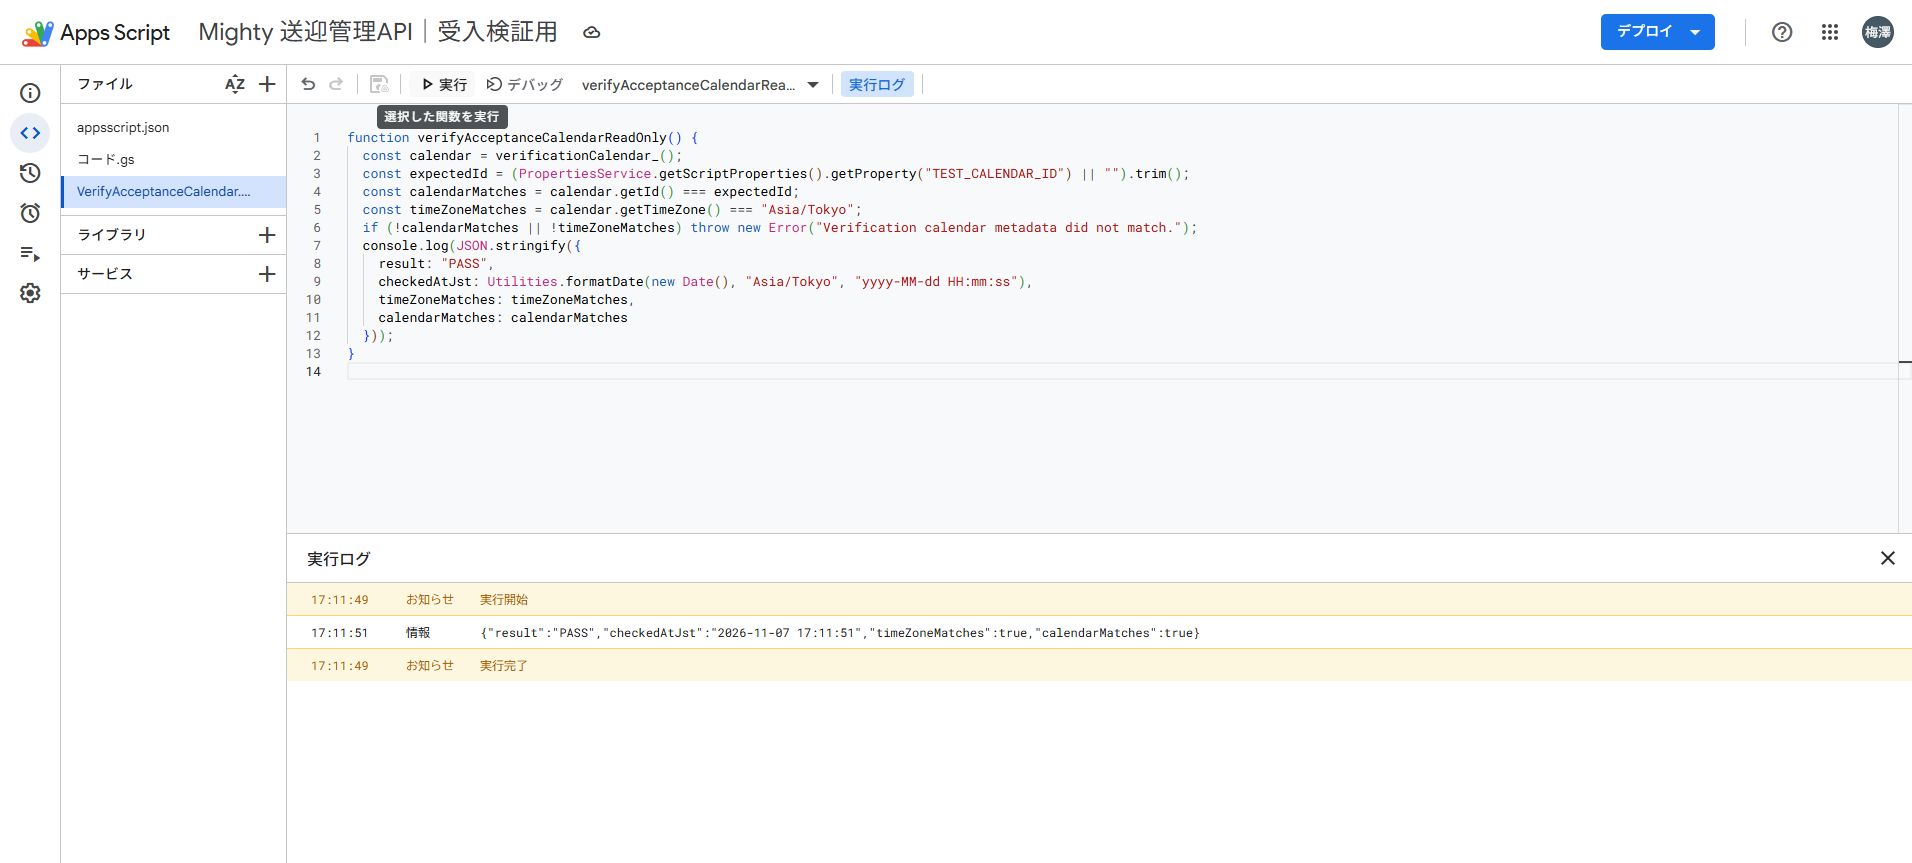 Apps Script Mighty 送迎管理API｜受入検証用 デプロイ 梅澤
ファイル AZ 実行 デバッグ verifyAcceptanceCalendarRea... 実行ログ
選択した関数を実行
appsscript.json
コード.gs
VerifyAcceptanceCalendar....
ライブラリ
サービス
1 function verifyAcceptanceCalendarReadOnly() {
2 const calendar = verificationCalendar_();
3 const expectedId = (PropertiesService.getScriptProperties().getProperty("TEST_CALENDAR_ID") || "").trim();
4 const calendarMatches = calendar.getId() === expectedId;
5 const timeZoneMatches = calendar.getTimeZone() === "Asia/Tokyo";
6 if (!calendarMatches || !timeZoneMatches) throw new Error("Verification calendar metadata did not match.");
7 console.log(JSON.stringify({
8 result: "PASS",
9 checkedAtJst: Utilities.formatDate(new Date(), "Asia/Tokyo", "yyyy-MM-dd HH:mm:ss"),
10 timeZoneMatches: timeZoneMatches,
11 calendarMatches: calendarMatches
12 }));
13 }
14
実行ログ
17:11:49 お知らせ 実行開始
17:11:51 情報 {"result":"PASS","checkedAtJst":"2026-11-07 17:11:51","timeZoneMatches":true,"calendarMatches":true}
17:11:49 お知らせ 実行完了